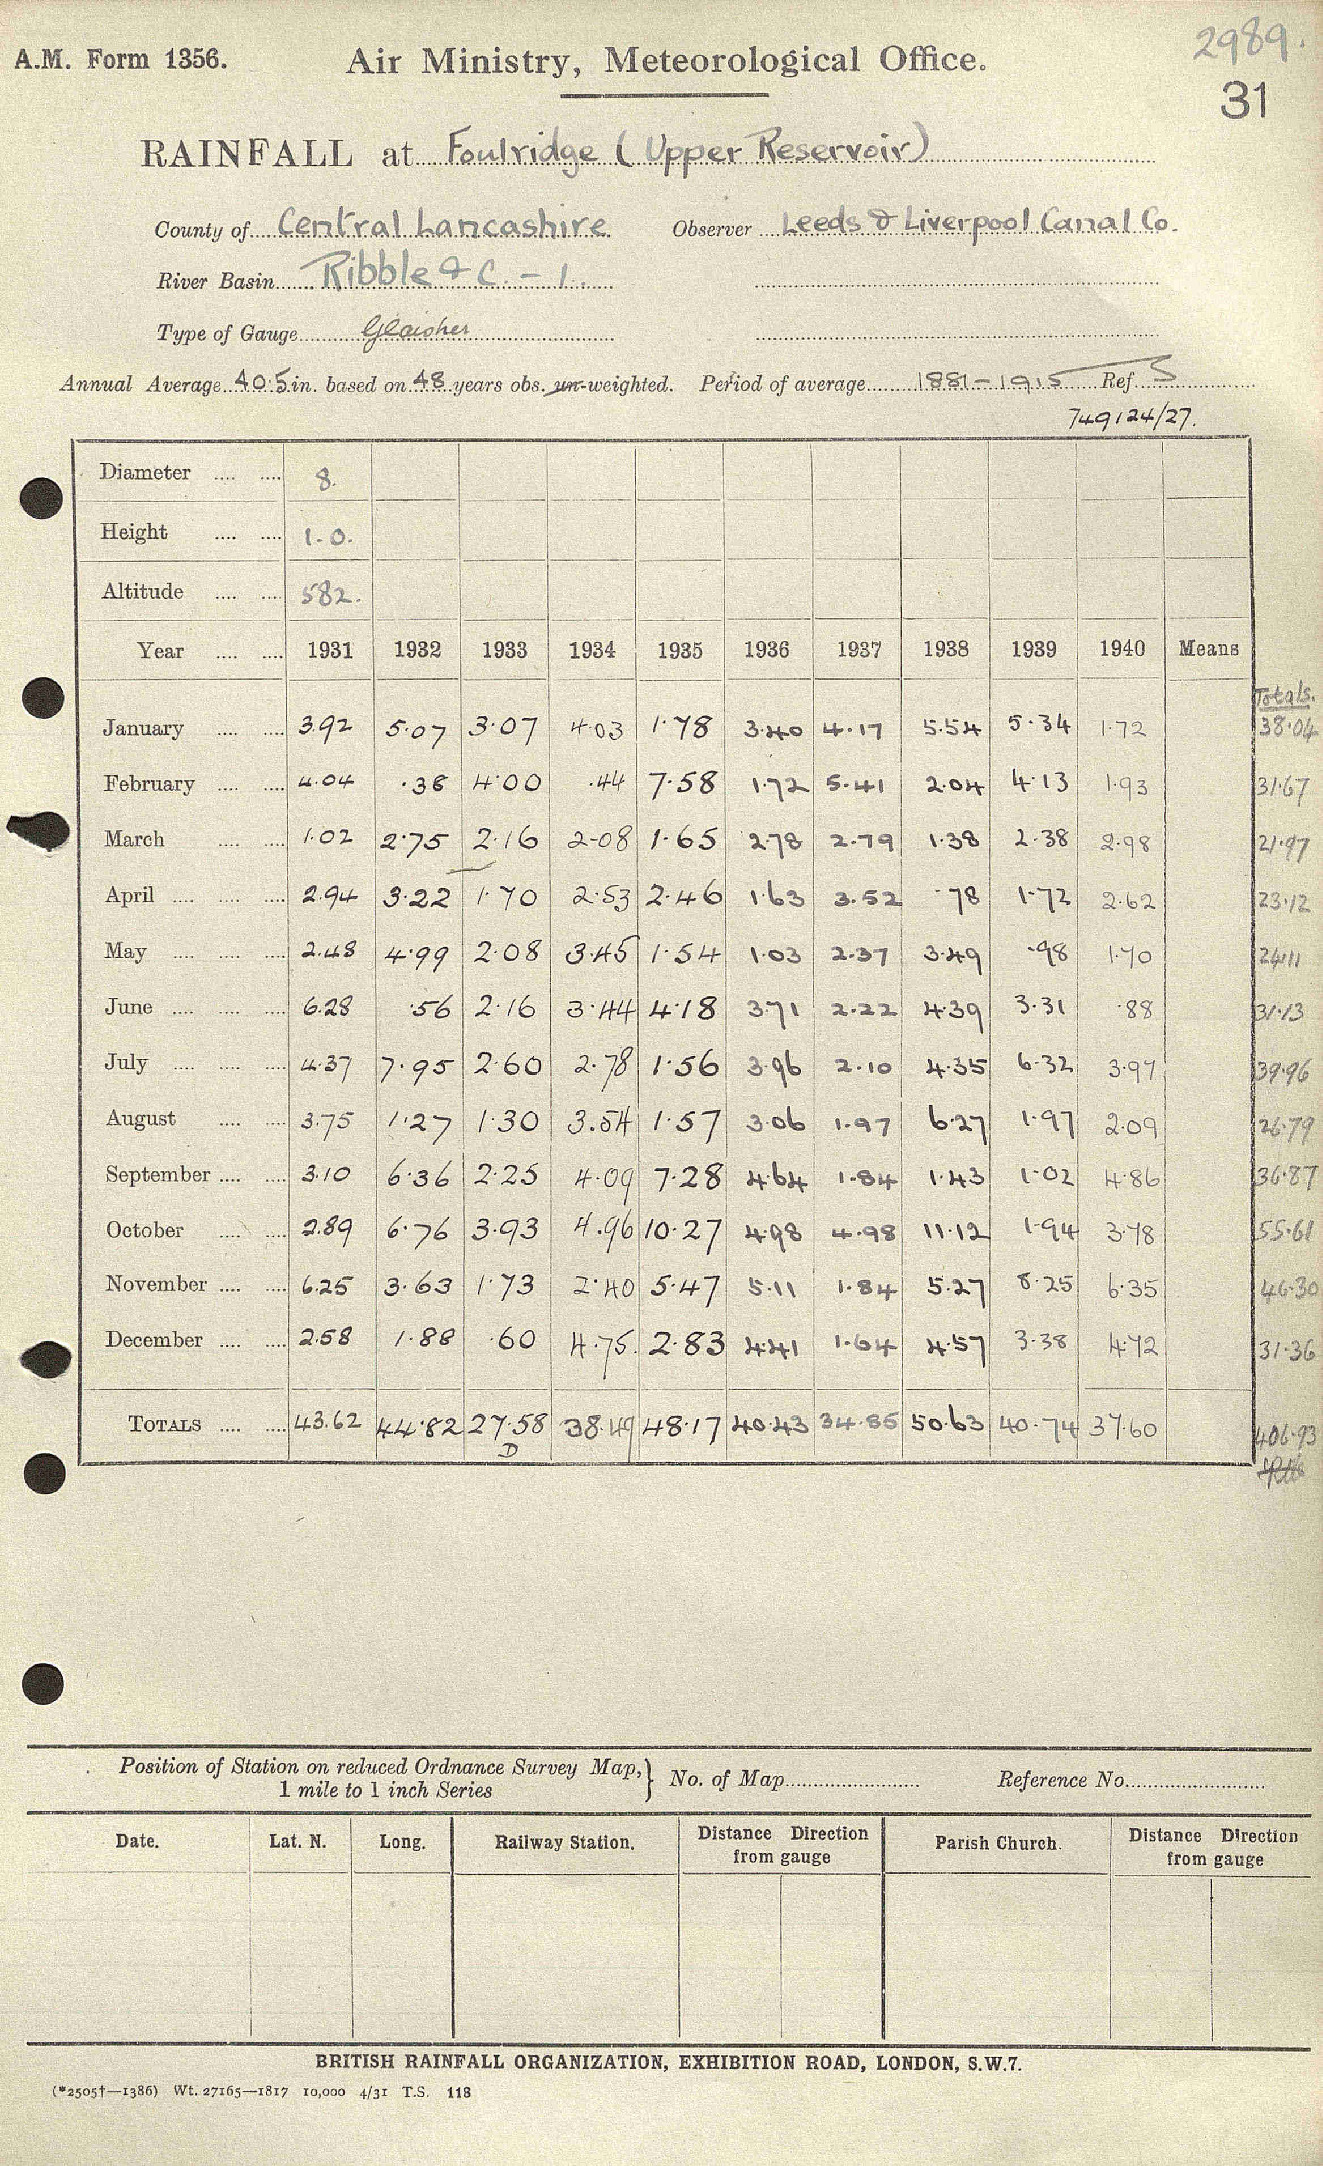 2989.
A.M. Form 1356. Air Ministry, Meteorological Office.
31
RAINFALL at Foulridge (Upper Reservoir)
County of Central Lancashire Observer Leeds & Liverpool Canal Co.
River Basin Ribble &c. - 1.
Type of Gauge Glaisher
Annual Average 40.5 in. based on 48 years obs. un-weighted. Period of average 1881-1915 Ref. S
749124/27.
Diameter 8.
Height 1.0.
Altitude 582.
Year 1931 1932 1933 1934 1935 1936 1937 1938 1939 1940 Means
Totals.
January 3.92 5.07 3.07 4.03 1.78 3.40 4.17 5.54 5.34 1.72 38.04
February 4.04 .38 4.00 .44 7.58 1.72 5.41 2.04 4.13 1.93 31.67
March 1.02 2.75 2.16 2.08 1.65 2.78 2.79 1.38 2.38 2.98 21.97
April 2.94 3.22 1.70 2.53 2.46 1.63 3.52 .78 1.72 2.62 23.12
May 2.48 4.99 2.08 3.45 1.54 1.03 2.37 3.49 .98 1.70 24.11
June 6.28 .56 2.16 3.44 4.18 3.71 2.22 4.39 3.31 .88 31.13
July 4.37 7.95 2.60 2.78 1.56 3.96 2.10 4.35 6.32 3.97 39.96
August 3.75 1.27 1.30 3.54 1.57 3.06 1.97 6.27 1.97 2.09 26.79
September 3.10 6.36 2.25 4.09 7.28 4.64 1.84 1.43 1.02 4.86 36.87
October 2.89 6.76 3.93 4.96 10.27 4.98 4.98 11.12 1.94 3.78 55.61
November 6.25 3.63 1.73 2.40 5.47 5.11 1.84 5.27 8.25 6.35 46.30
December 2.58 1.88 .60 4.75 2.83 4.41 1.64 4.57 3.38 4.72 31.36
TOTALS 43.62 44.82 27.58 38.49 48.17 40.43 34.85 50.63 40.74 37.60 406.93
D
Position of Station on reduced Ordnance Survey Map, } No. of Map Reference No.
1 mile to 1 inch Series
Date. Lat. N. Long. Railway Station. Distance Direction from gauge Parish Church. Distance Direction from gauge
BRITISH RAINFALL ORGANIZATION, EXHIBITION ROAD, LONDON, S.W.7.
(*2505†—1386) Wt. 27165—1817 10,000 4/31 T.S. 118